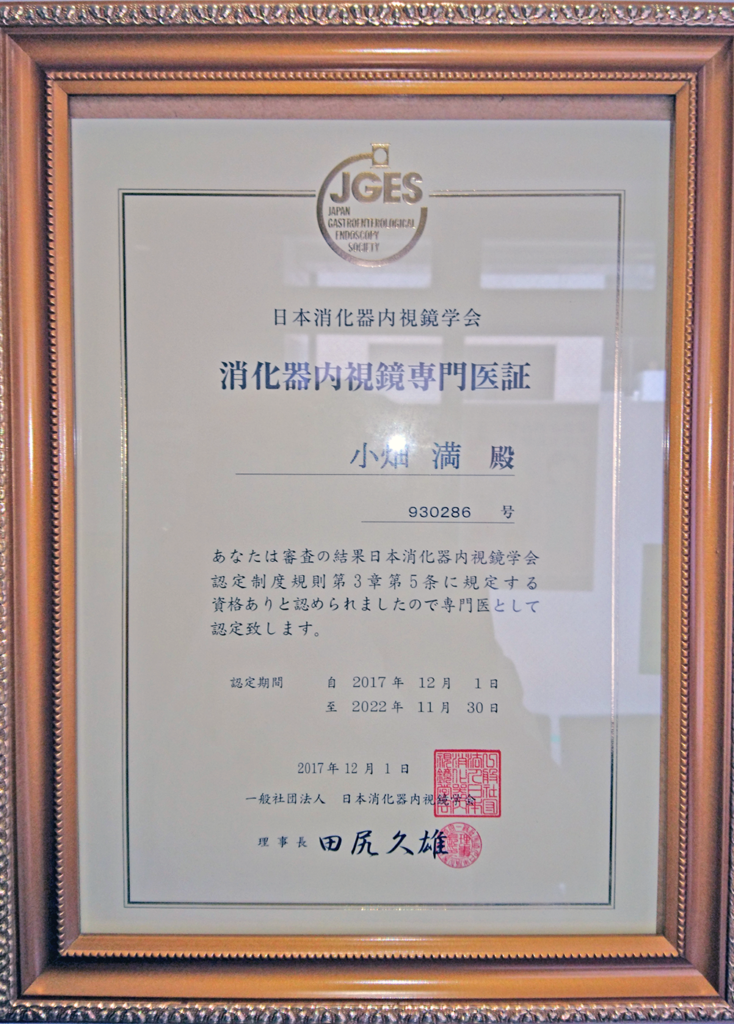 JGES
JAPAN
GASTROENTEROLOGICAL
ENDOSCOPY
SOCIETY
日本消化器内視鏡学会
消化器内視鏡専門医証
小畑 満 殿
930286 号
あなたは審査の結果日本消化器内視鏡学会
認定制度規則第3章第5条に規定する
資格ありと認められましたので専門医として
認定致します。
認定期間 自 2017年 12月 1日
至 2022年 11月 30日
2017年12月1日
一般社団法人 日本消化器内視鏡学会
理事長 田尻久雄